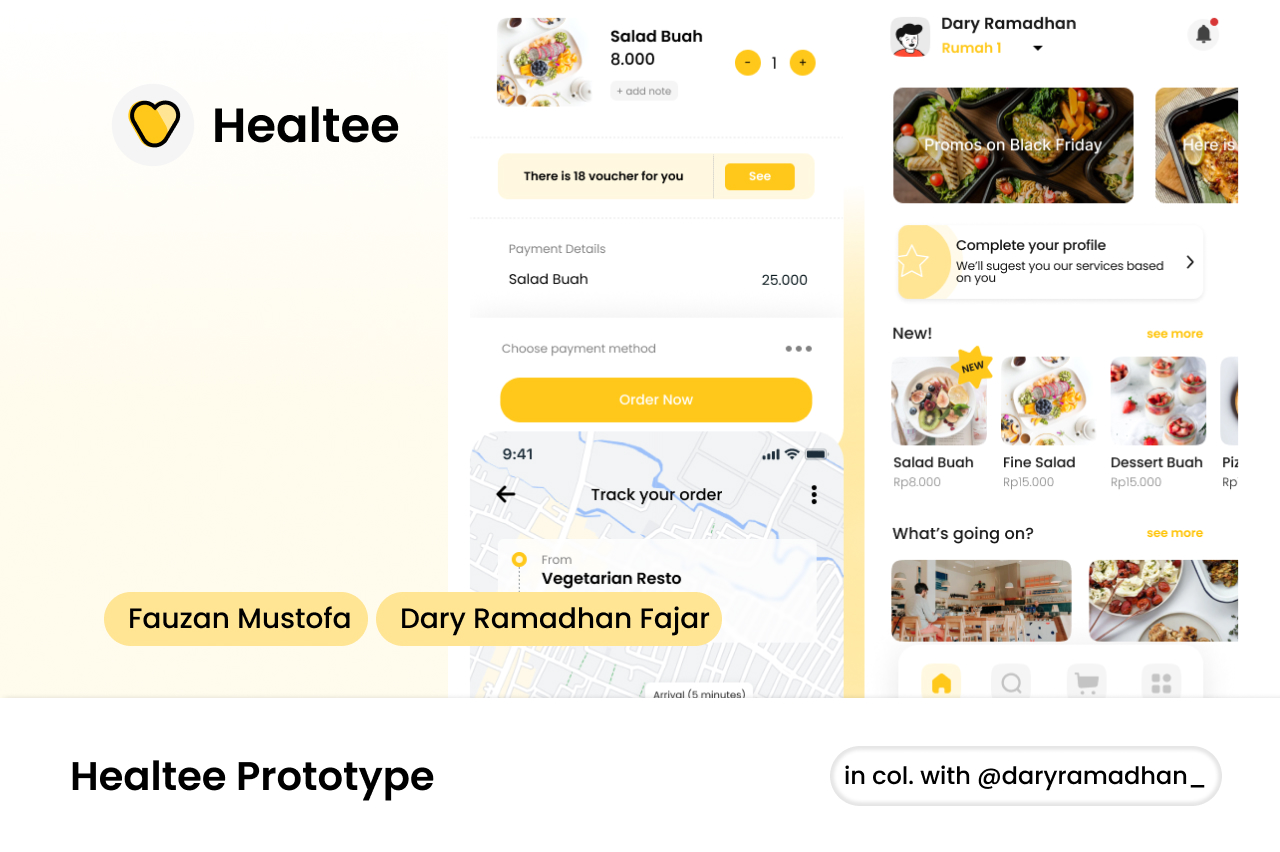 Healtee
Fauzan Mustofa
Dary Ramadhan Fajar
Salad Buah
8.000
+ add note
-
1
+
There is 18 voucher for you
See
Payment Details
Salad Buah
25.000
Choose payment method
Order Now
9:41
Track your order
From
Vegetarian Resto
Arrival (5 minutes)
Dary Ramadhan
Rumah 1
Promos on Black Friday
Here is
Complete your profile
We'll sugest you our services based
on you
New!
see more
NEW
Salad Buah
Rp8.000
Fine Salad
Rp15.000
Dessert Buah
Rp15.000
Piz
Rp
What's going on?
see more
Healtee Prototype
in col. with @daryramadhan_